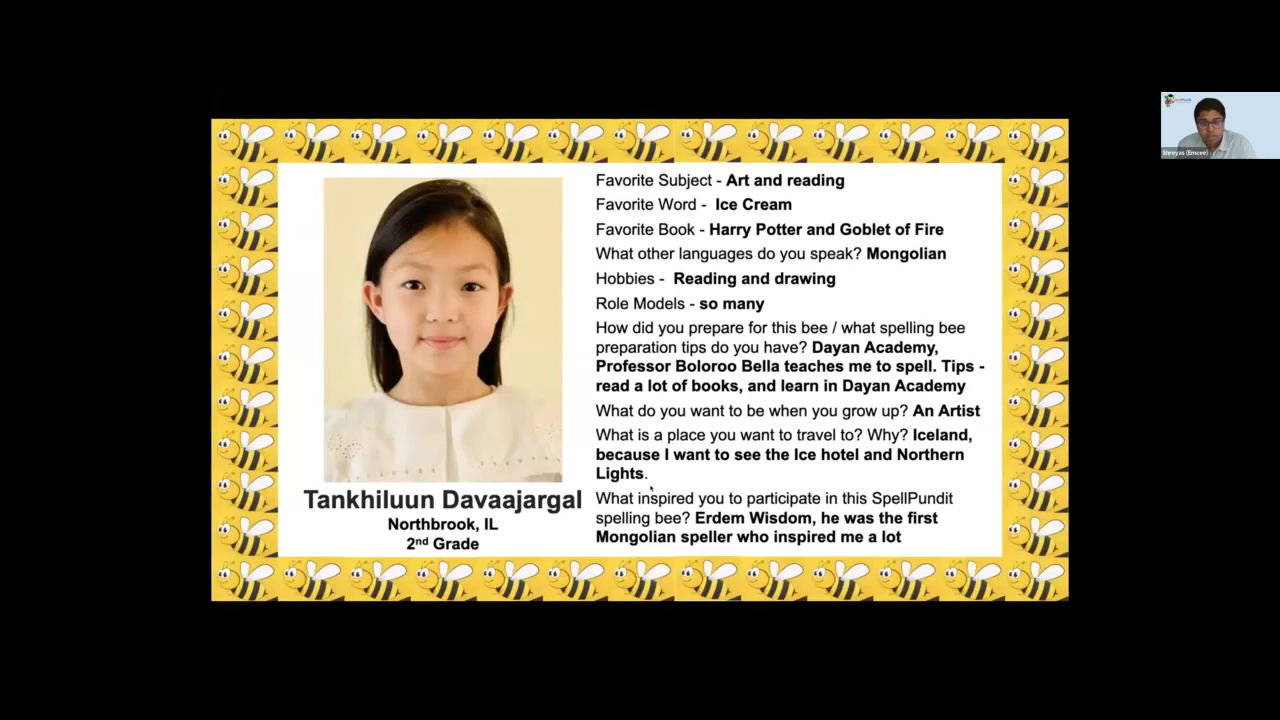 Favorite Subject - Art and reading
Favorite Word - Ice Cream
Favorite Book - Harry Potter and Goblet of Fire
What other languages do you speak? Mongolian
Hobbies - Reading and drawing
Role Models - so many
How did you prepare for this bee / what spelling bee
preparation tips do you have? Dayan Academy,
Professor Boloroo Bella teaches me to spell. Tips -
read a lot of books, and learn in Dayan Academy
What do you want to be when you grow up? An Artist
What is a place you want to travel to? Why? Iceland,
because I want to see the Ice hotel and Northern
Lights.
What inspired you to participate in this SpellPundit
spelling bee? Erdem Wisdom, he was the first
Mongolian speller who inspired me a lot
Tankhiluun Davaajargal
Northbrook, IL
2nd Grade
Shreyas (Emcee)